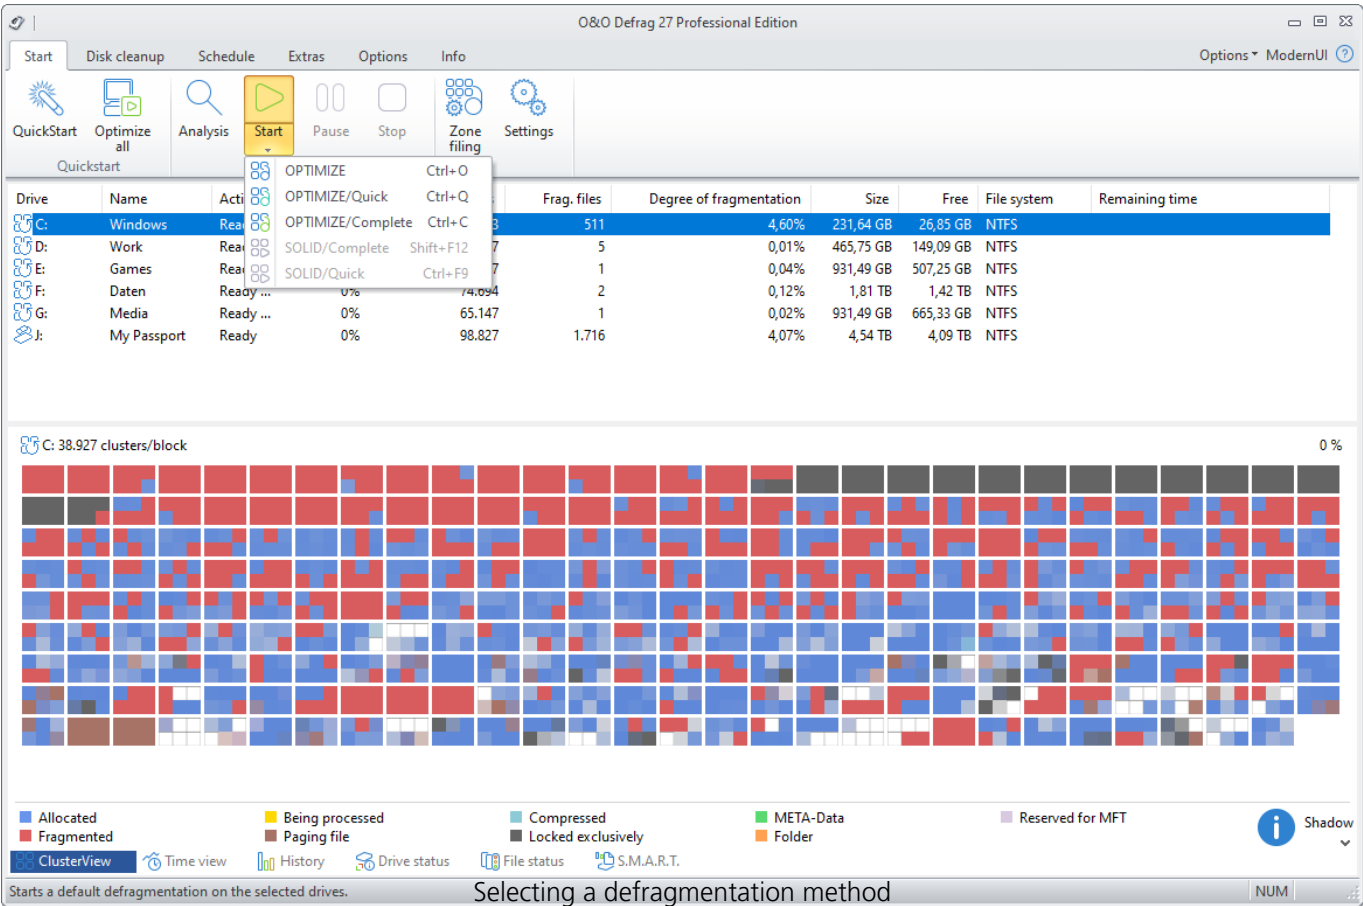 O&O Defrag 27 Professional Edition
Start Disk cleanup Schedule Extras Options Info Options ModernUI ?
QuickStart Optimize all Analysis Start Pause Stop Zone filing Settings
Quickstart
OPTIMIZE Ctrl+O
OPTIMIZE/Quick Ctrl+Q
OPTIMIZE/Complete Ctrl+C
SOLID/Complete Shift+F12
SOLID/Quick Ctrl+F9
Drive Name Acti Frag. files Degree of fragmentation Size Free File system Remaining time
C: Windows Rea 3 511 4,60% 231,64 GB 26,85 GB NTFS
D: Work Rea 7 5 0,01% 465,75 GB 149,09 GB NTFS
E: Games Rea 7 1 0,04% 931,49 GB 507,25 GB NTFS
F: Daten Ready ... 0% 74.694 2 0,12% 1,81 TB 1,42 TB NTFS
G: Media Ready ... 0% 65.147 1 0,02% 931,49 GB 665,33 GB NTFS
J: My Passport Ready 0% 98.827 1.716 4,07% 4,54 TB 4,09 TB NTFS
C: 38.927 clusters/block 0 %
Allocated Being processed Compressed META-Data Reserved for MFT
Fragmented Paging file Locked exclusively Folder
i Shadow
ClusterView Time view History Drive status File status S.M.A.R.T.
Starts a default defragmentation on the selected drives. NUM
Selecting a defragmentation method